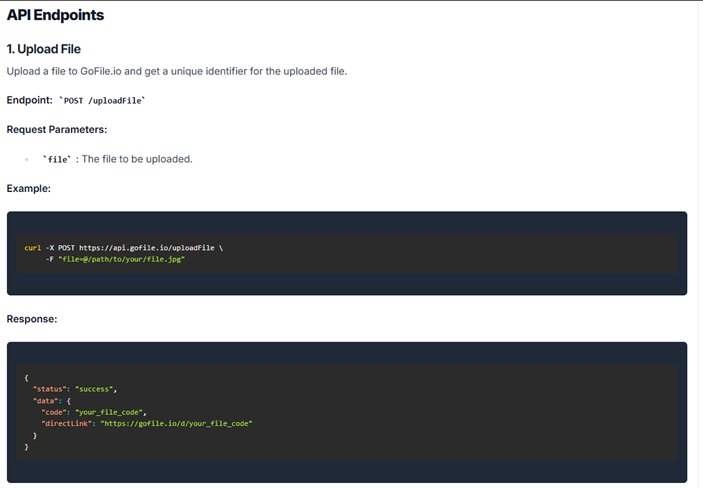 API Endpoints
1. Upload File
Upload a file to GoFile.io and get a unique identifier for the uploaded file.
Endpoint: `POST /uploadFile`
Request Parameters:
`file` : The file to be uploaded.
Example:
curl -X POST https://api.gofile.io/uploadFile \
-F "file=@/path/to/your/file.jpg"
Response:
{
"status": "success",
"data": {
"code": "your_file_code",
"directLink": "https://gofile.io/d/your_file_code"
}
}